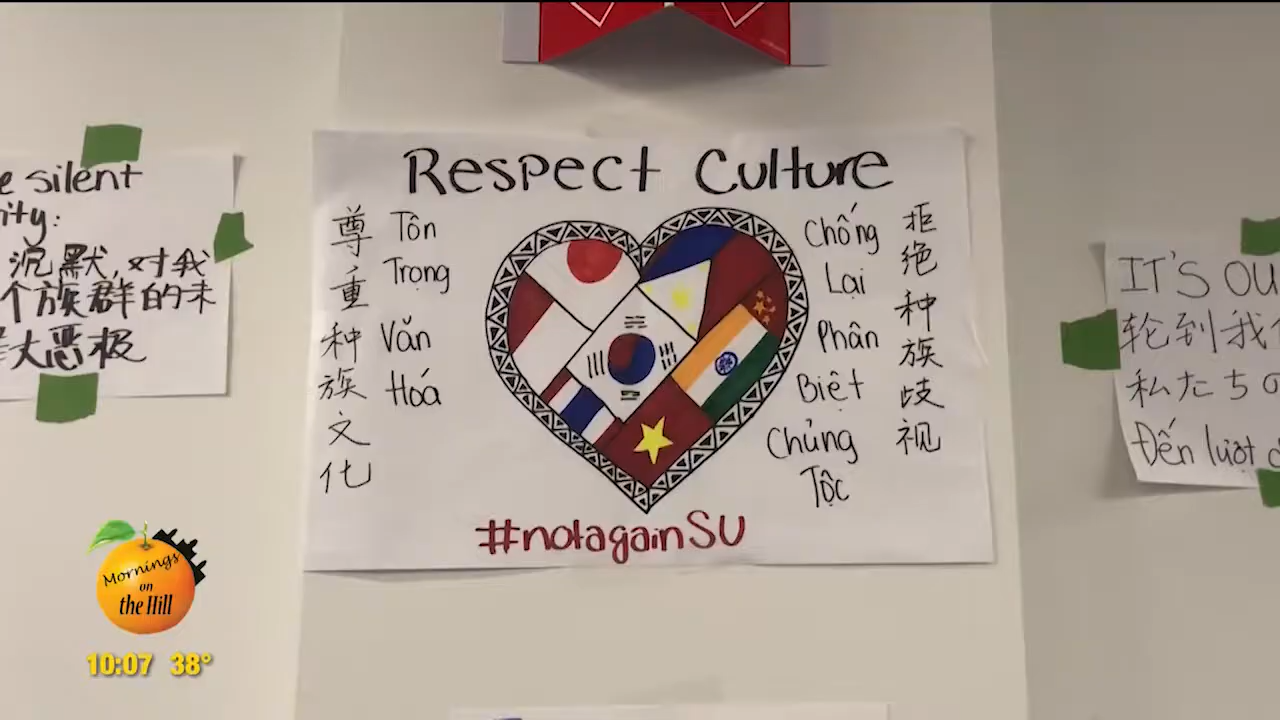 e silent
ity:
沉默,对我
个族群的未
大恶极
Respect Culture
尊重种族文化
Tôn
Trọng
Văn
Hoá
Chống
Lại
Phân
Biệt
Chủng
Tộc
拒绝种族歧视
#notagainSU
IT'S OU
轮到我
私たちの
Đến lượt
Mornings
on
the Hill
10:07 38°